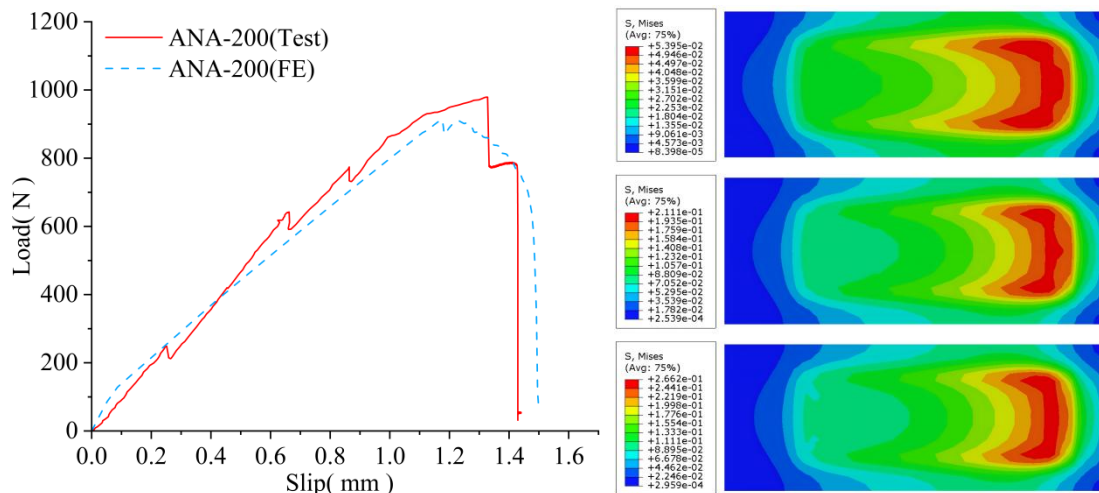 1200
1000
800
600
400
200
0
Load( N )
ANA-200(Test)
ANA-200(FE)
0.0 0.2 0.4 0.6 0.8 1.0 1.2 1.4 1.6
Slip( mm )
S, Mises
(Avg: 75%)
+5.395e-02
+4.946e-02
+4.497e-02
+4.048e-02
+3.599e-02
+3.151e-02
+2.702e-02
+2.253e-02
+1.804e-02
+1.355e-02
+9.061e-03
+4.573e-03
+8.398e-05
S, Mises
(Avg: 75%)
+2.111e-01
+1.935e-01
+1.759e-01
+1.584e-01
+1.408e-01
+1.232e-01
+1.057e-01
+8.809e-02
+7.052e-02
+5.295e-02
+3.539e-02
+1.782e-02
+2.539e-04
S, Mises
(Avg: 75%)
+2.662e-01
+2.441e-01
+2.219e-01
+1.998e-01
+1.776e-01
+1.554e-01
+1.333e-01
+1.111e-01
+8.895e-02
+6.678e-02
+4.462e-02
+2.246e-02
+2.959e-04